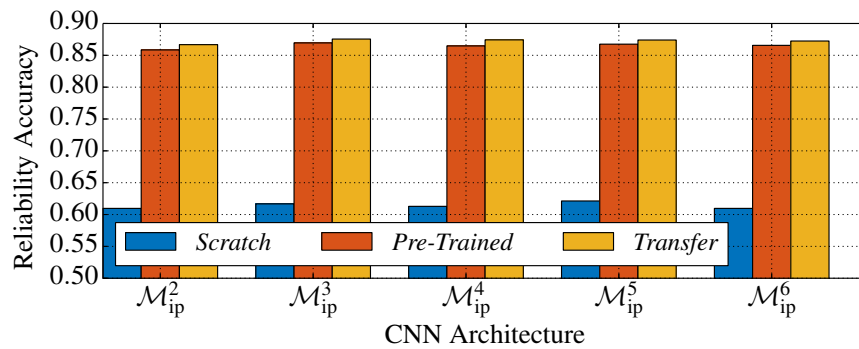 0.90
0.85
0.80
0.75
0.70
0.65
0.60
0.55
0.50
Reliability Accuracy
Scratch Pre-Trained Transfer
ℳ²ᵢₚ ℳ³ᵢₚ ℳ⁴ᵢₚ ℳ⁵ᵢₚ ℳ⁶ᵢₚ
CNN Architecture